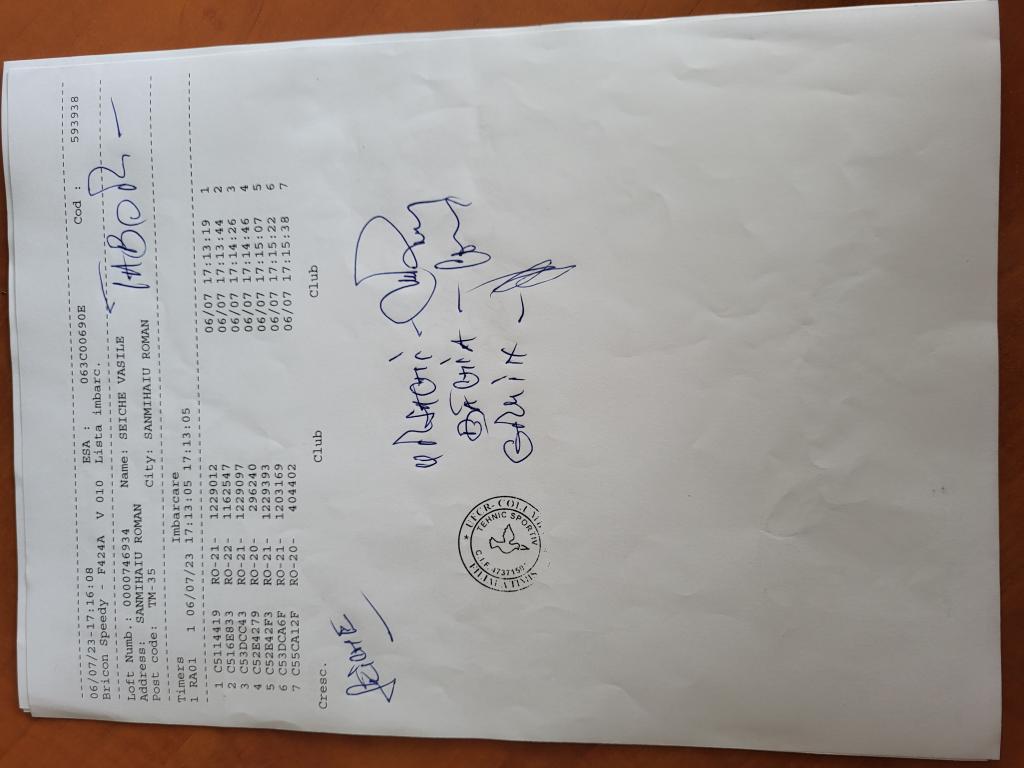 06/07/23-17:16:08 ESA : 063C00690E Cod : 593938
Bricon Speedy - F424A V 010 Lista imbarc.
Loft Numb.: 0000746934 Name: SEICHE VASILE
Address: SANMIHAIU ROMAN City: SANMIHAIU ROMAN
Post code: TM 35
TABOR -
Timers Imbarcare
1 RA01 1 06/07/23 17:13:05 17:13:05
1 C5114419 RO-21- 1229012 06/07 17:13:19 1
2 C516E833 RO-22- 1162547 06/07 17:13:44 2
3 C53DCC43 RO-21- 1229097 06/07 17:14:26 3
4 C52E4279 RO-20- 296240 06/07 17:14:46 4
5 C52E42F3 RO-21- 1229393 06/07 17:15:07 5
6 C53DCA6F RO-21- 1203169 06/07 17:15:22 6
7 C55CA12F RO-20- 404402 06/07 17:15:38 7
Cresc. Club Club
TEHNIC SPORTIV
C.I.F.